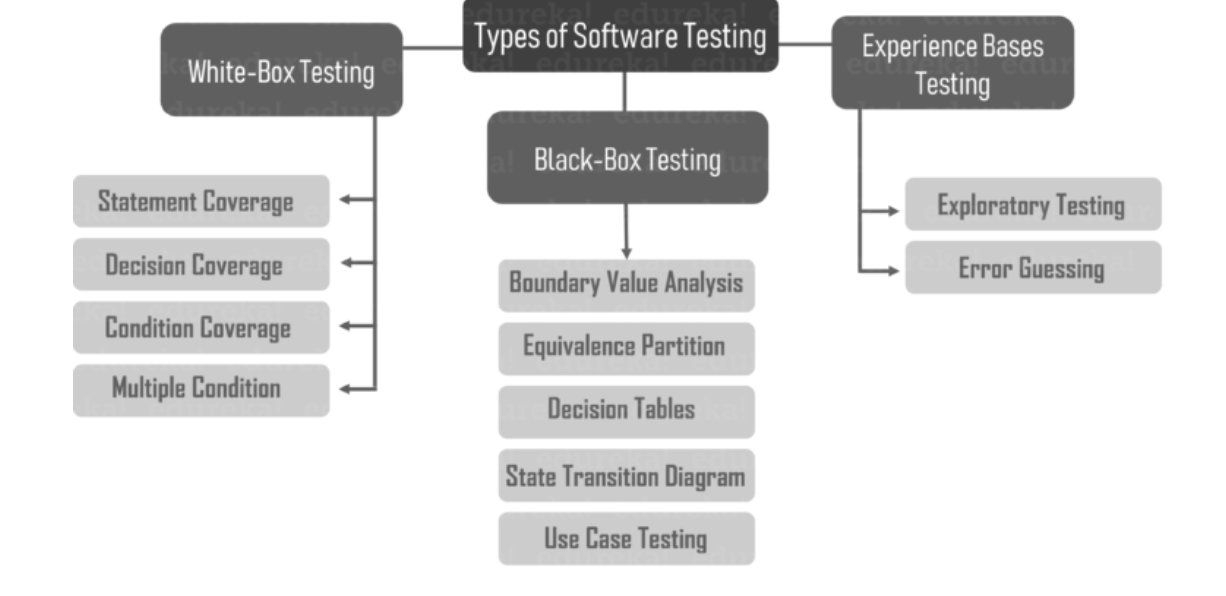 Types of Software Testing
White-Box Testing
Statement Coverage
Decision Coverage
Condition Coverage
Multiple Condition
Black-Box Testing
Boundary Value Analysis
Equivalence Partition
Decision Tables
State Transition Diagram
Use Case Testing
Experience Bases
Testing
Exploratory Testing
Error Guessing